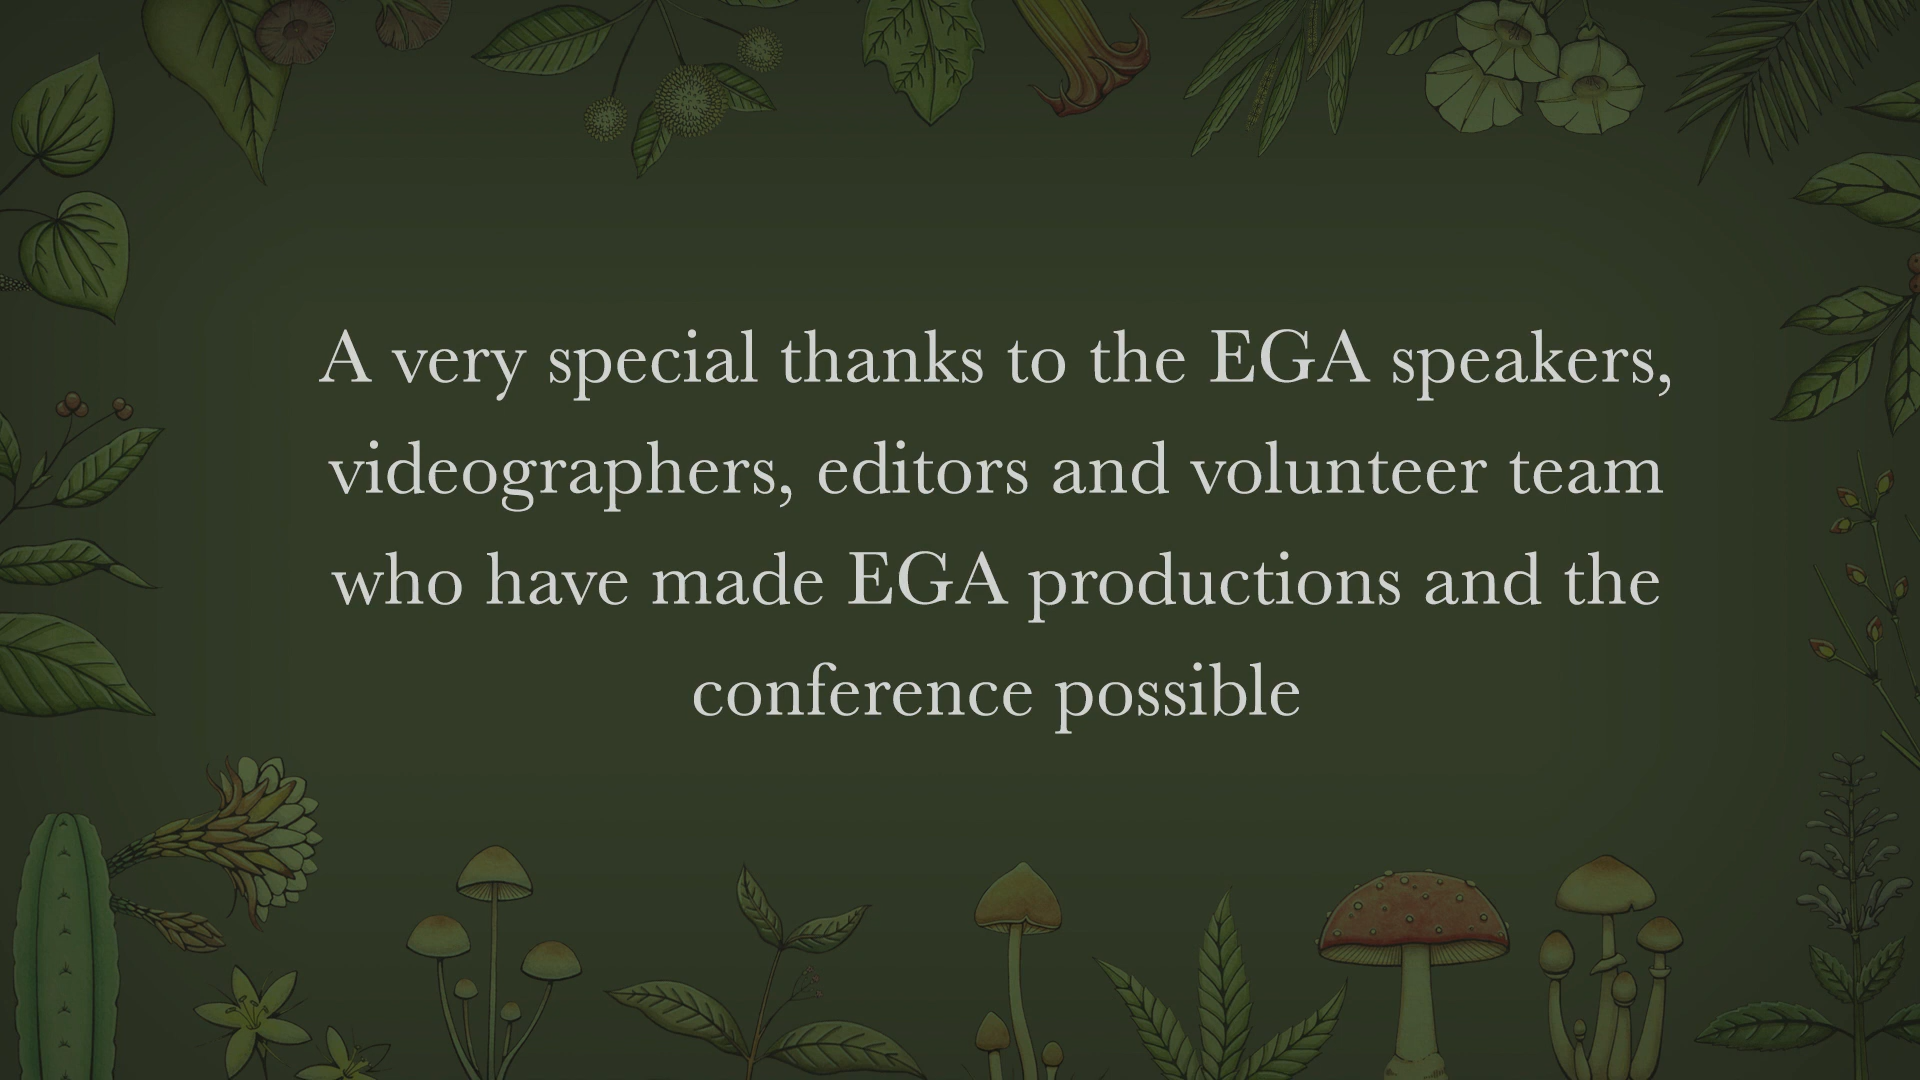 A very special thanks to the EGA speakers,
videographers, editors and volunteer team
who have made EGA productions and the
conference possible